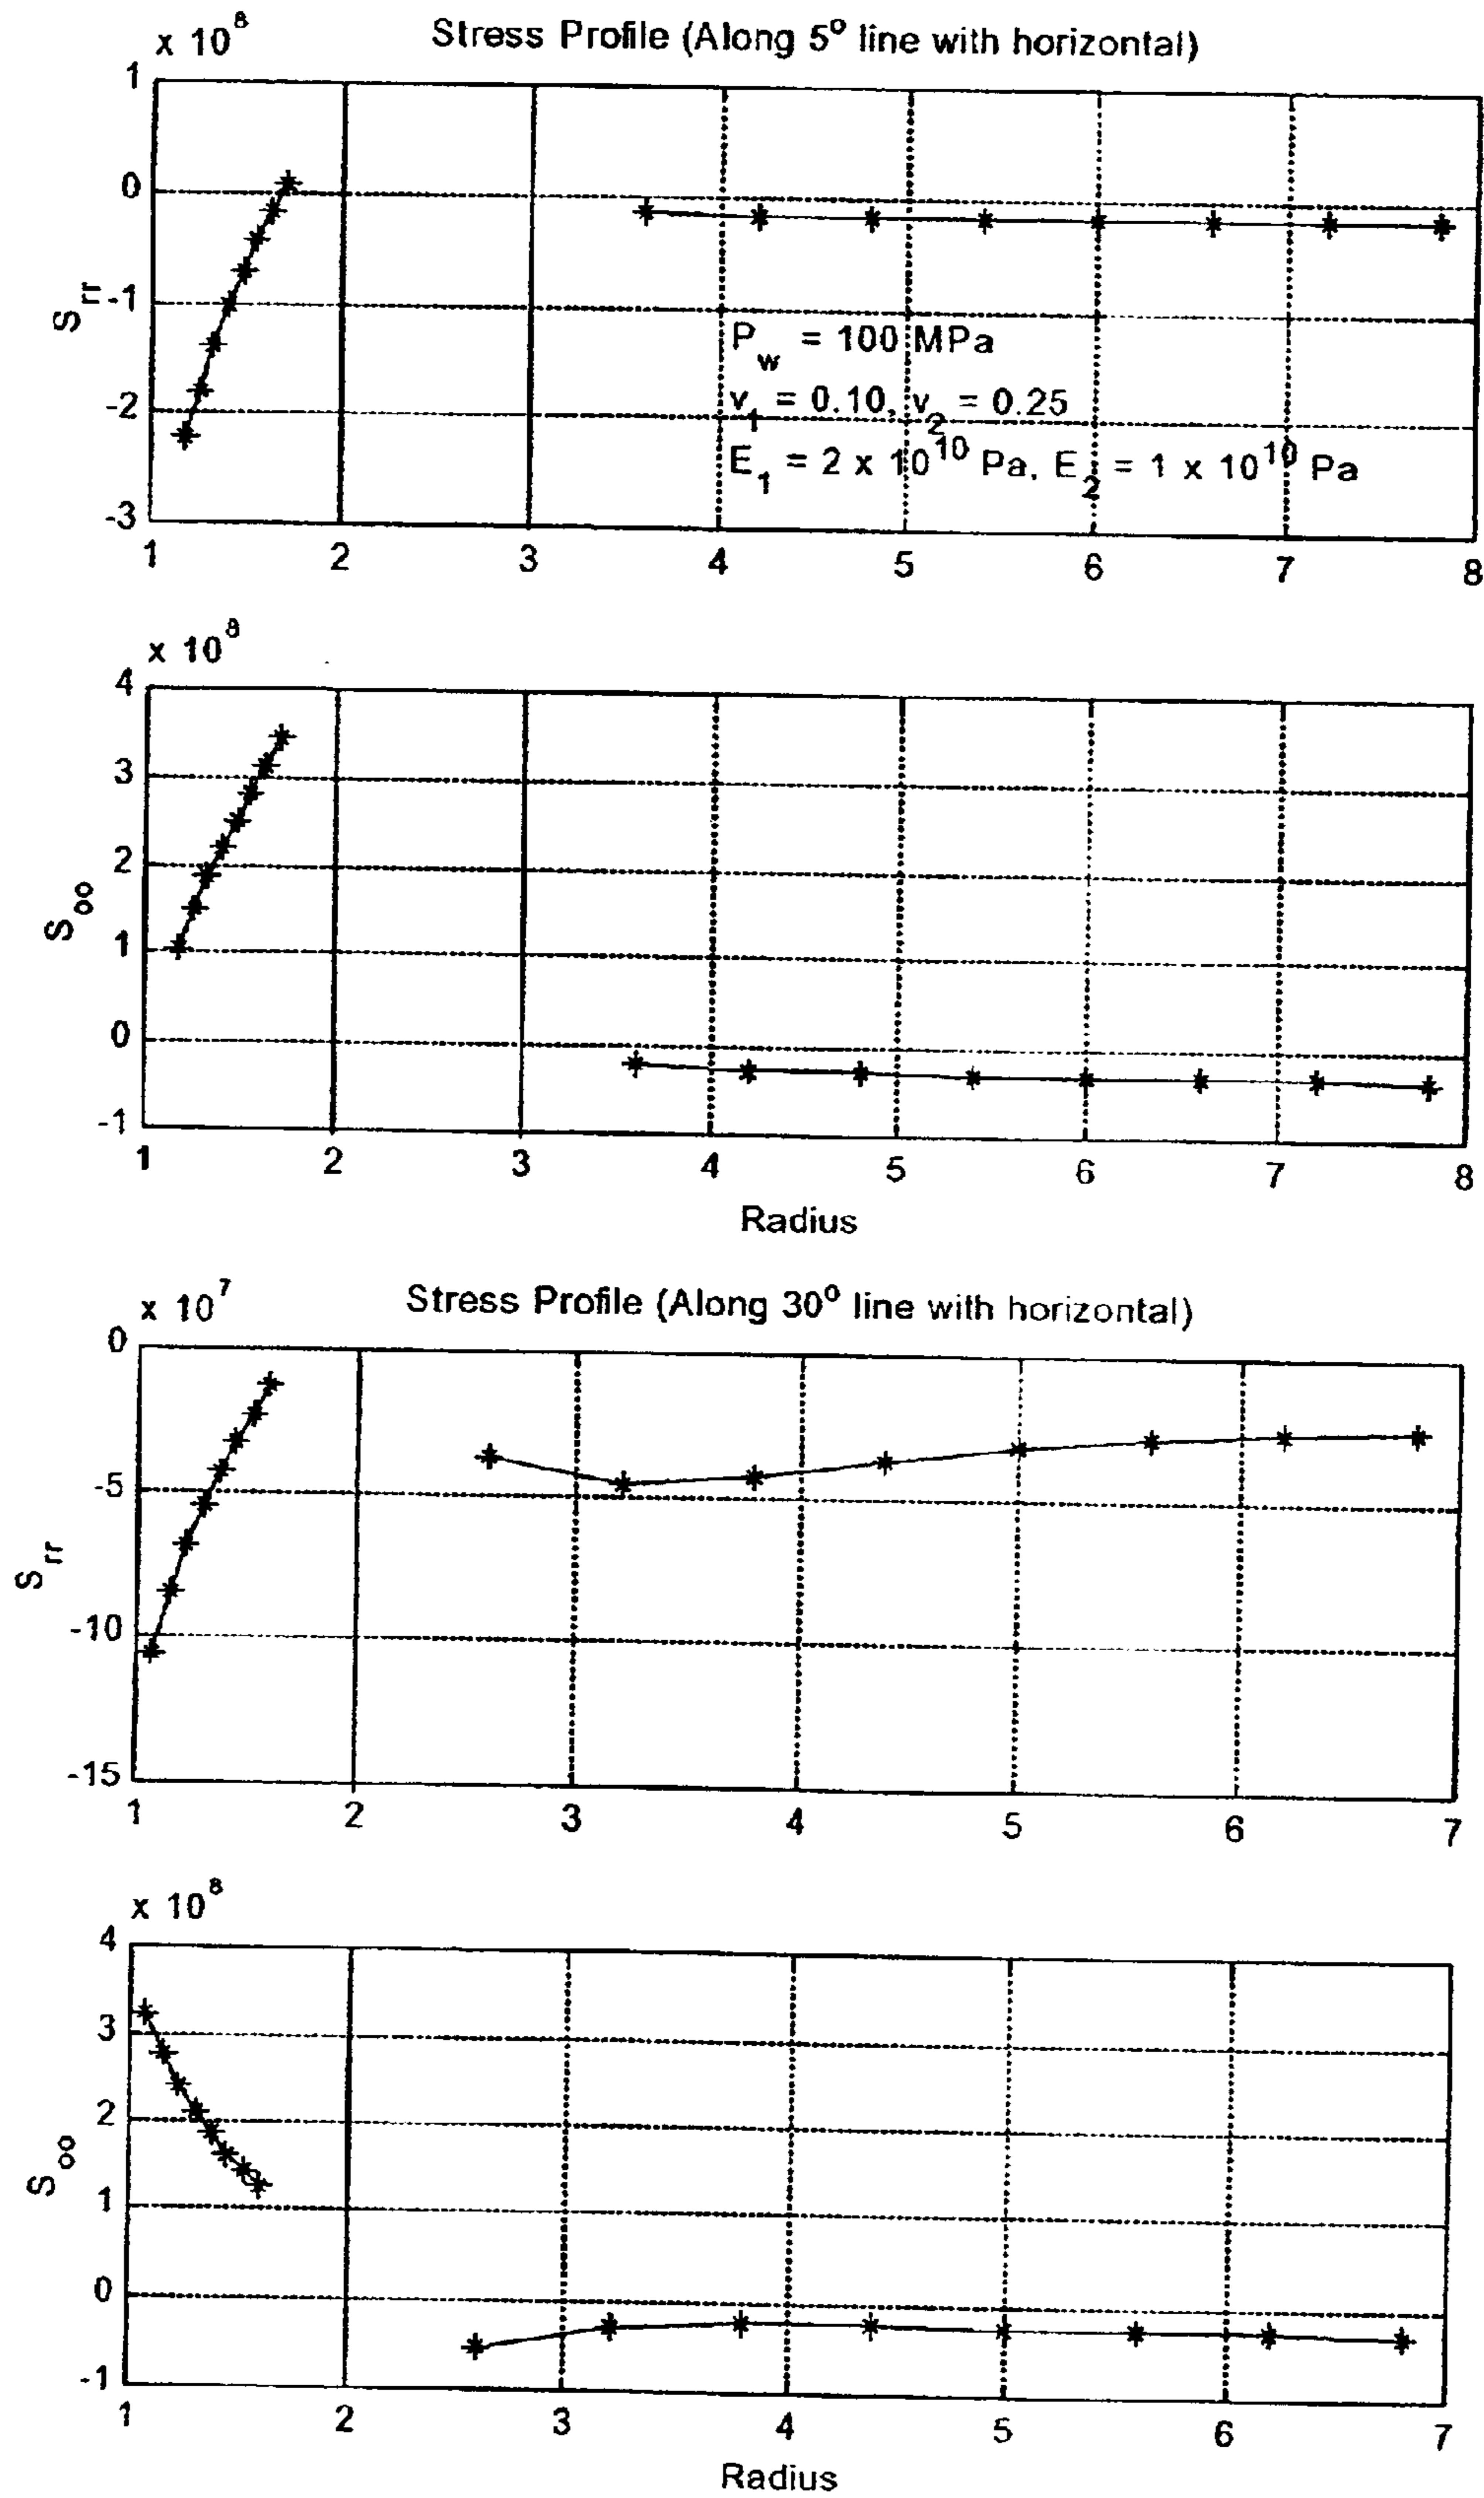 x 10^8
Stress Profile (Along 5° line with horizontal)
1
0
-1
-2
-3
S_rr
P_w = 100 MPa
v_1 = 0.10, v_2 = 0.25
E_1 = 2 x 10^10 Pa, E_2 = 1 x 10^10 Pa
1 2 3 4 5 6 7 8
x 10^8
4
3
2
1
0
-1
S_oo
1 2 3 4 5 6 7 8
Radius
x 10^7
Stress Profile (Along 30° line with horizontal)
0
-5
-10
-15
S_rr
1 2 3 4 5 6 7
x 10^8
4
3
2
1
0
-1
S_oo
1 2 3 4 5 6 7
Radius